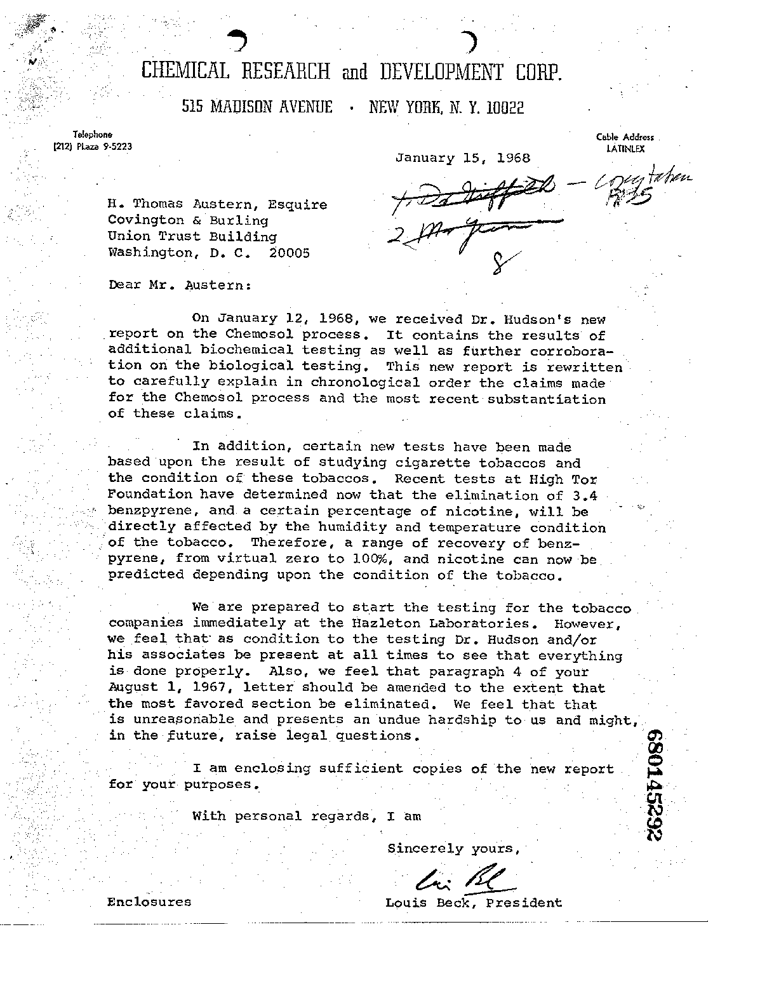 CHEMICAL RESEARCH and DEVELOPMENT CORP.
515 MADISON AVENUE · NEW YORK, N. Y. 10022
Telephone
(212) PLaza 9-5223
Cable Address
LATINLEX
January 15, 1968
2
8
H. Thomas Austern, Esquire
Covington & Burling
Union Trust Building
Washington, D. C. 20005
Dear Mr. Austern:
On January 12, 1968, we received Dr. Hudson's new
report on the Chemosol process. It contains the results of
additional biochemical testing as well as further corrobora-
tion on the biological testing. This new report is rewritten
to carefully explain in chronological order the claims made
for the Chemosol process and the most recent substantiation
of these claims.
In addition, certain new tests have been made
based upon the result of studying cigarette tobaccos and
the condition of these tobaccos. Recent tests at High Tor
Foundation have determined now that the elimination of 3.4
benzpyrene, and a certain percentage of nicotine, will be
directly affected by the humidity and temperature condition
of the tobacco. Therefore, a range of recovery of benz-
pyrene, from virtual zero to 100%, and nicotine can now be
predicted depending upon the condition of the tobacco.
We are prepared to start the testing for the tobacco
companies immediately at the Hazleton Laboratories. However,
we feel that as condition to the testing Dr. Hudson and/or
his associates be present at all times to see that everything
is done properly. Also, we feel that paragraph 4 of your
August 1, 1967, letter should be amended to the extent that
the most favored section be eliminated. We feel that that
is unreasonable and presents an undue hardship to us and might,
in the future, raise legal questions.
I am enclosing sufficient copies of the new report
for your purposes.
With personal regards, I am
Sincerely yours,
Enclosures
Louis Beck, President
680145292